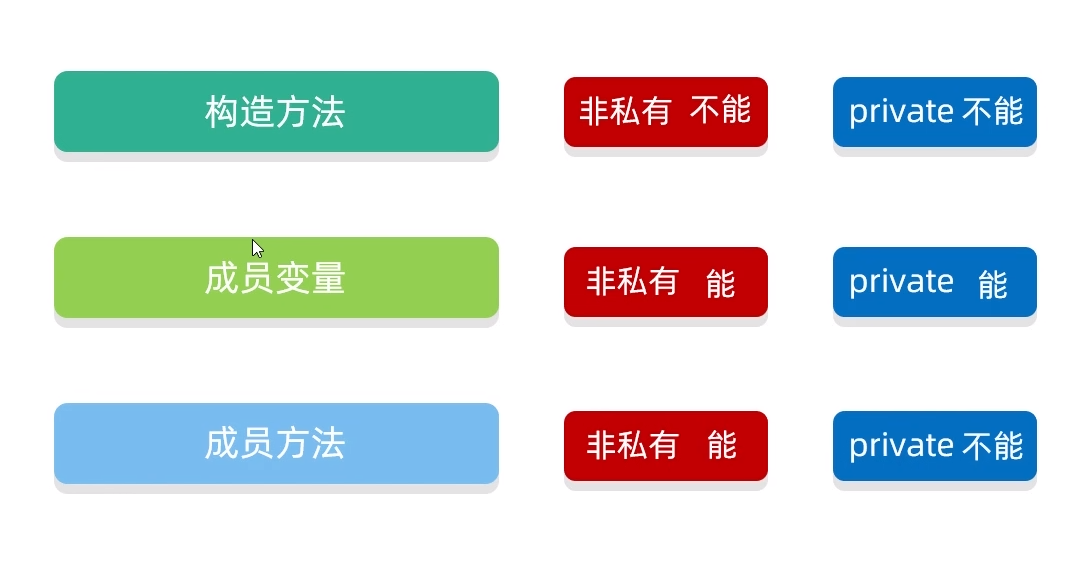 构造方法 非私有 不能 private 不能
成员变量 非私有 能 private 能
成员方法 非私有 能 private 不能